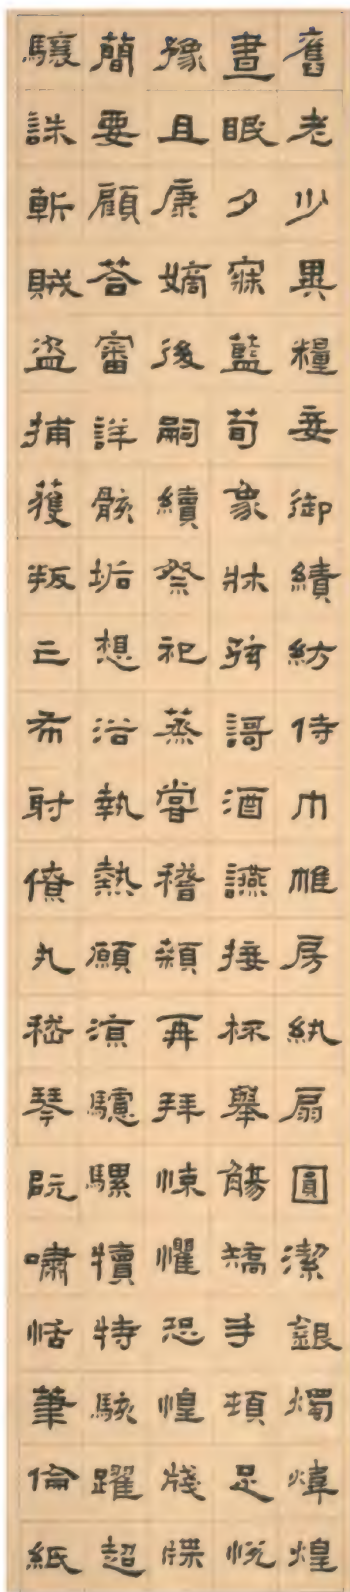 舊老少異糧妾御績紡侍巾帷房紈扇圓潔銀燭煒煌
晝眠夕寐藍荀象牀弦謌酒讌接杯舉觴矯手頓足悅
豫且康嫡後嗣續祭祀蒸嘗稽顙再拜悚懼恐惶牋牒
簡要顧荅審詳骸垢想浴執熱願涼驢騾犢特駭躍超
驤誅斬賊盜捕獲叛亡布射僚丸嵇琴阮嘯恬筆倫紙